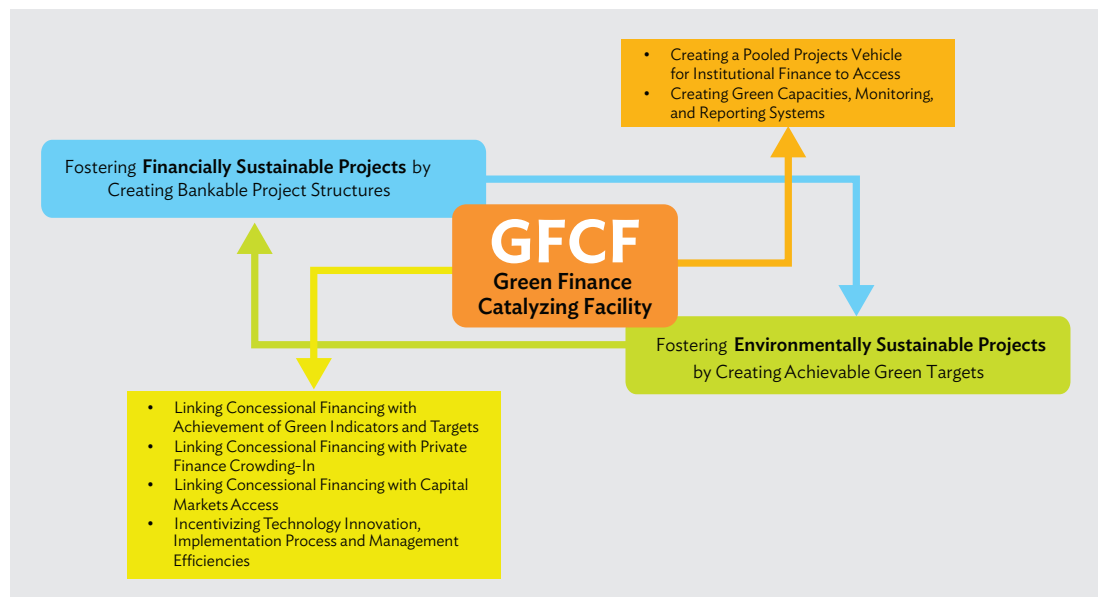 • Creating a Pooled Projects Vehicle
for Institutional Finance to Access
• Creating Green Capacities, Monitoring,
and Reporting Systems
Fostering Financially Sustainable Projects by
Creating Bankable Project Structures
GFCF
Green Finance
Catalyzing Facility
Fostering Environmentally Sustainable Projects
by Creating Achievable Green Targets
• Linking Concessional Financing with
Achievement of Green Indicators and Targets
• Linking Concessional Financing with Private
Finance Crowding-In
• Linking Concessional Financing with Capital
Markets Access
• Incentivizing Technology Innovation,
Implementation Process and Management
Efficiencies